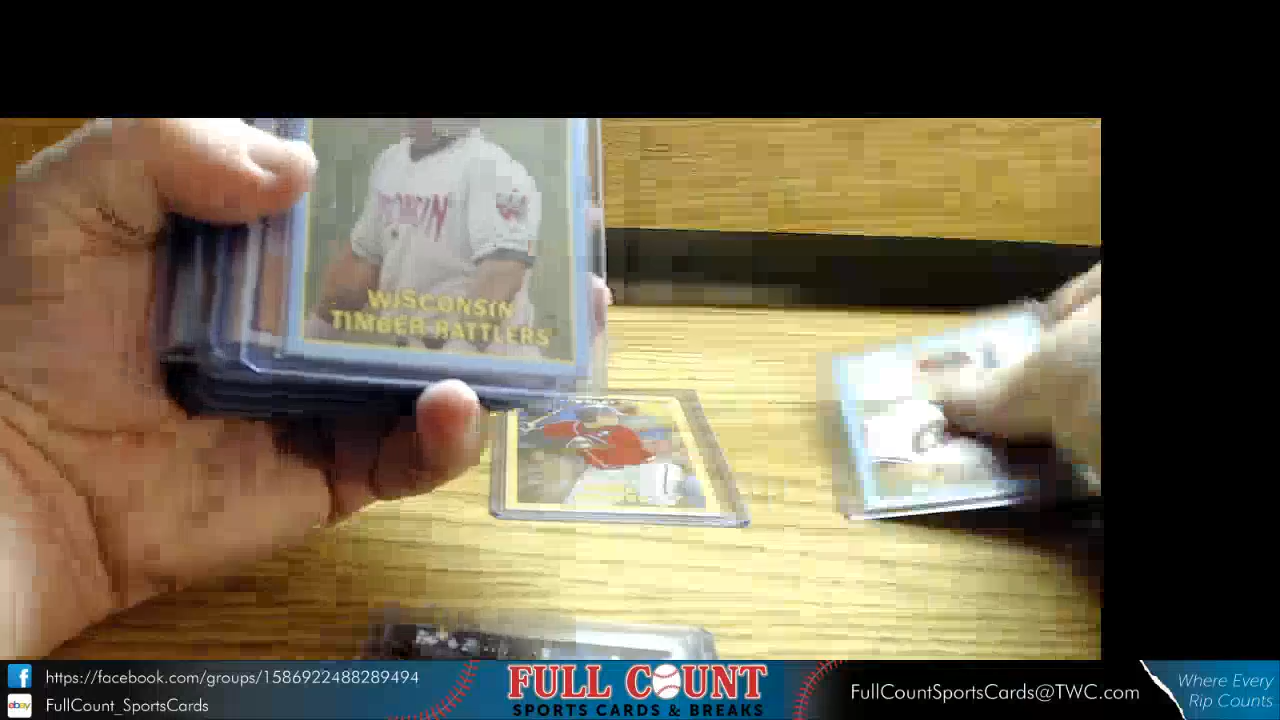 WISCONSIN
TIMBER RATTLERS
https://facebook.com/groups/1586922488289494
ebay
FullCount_SportsCards
FULL COUNT
SPORTS CARDS & BREAKS
FullCountSportsCards@TWC.com
Where Every
Rip Counts